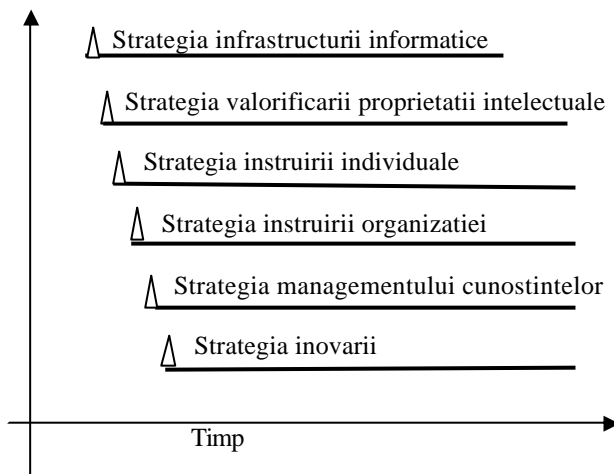 Strategia infrastructurii informatice
Strategia valorificarii proprietatii intelectuale
Strategia instruirii individuale
Strategia instruirii organizatiei
Strategia managementului cunostintelor
Strategia inovarii
Timp